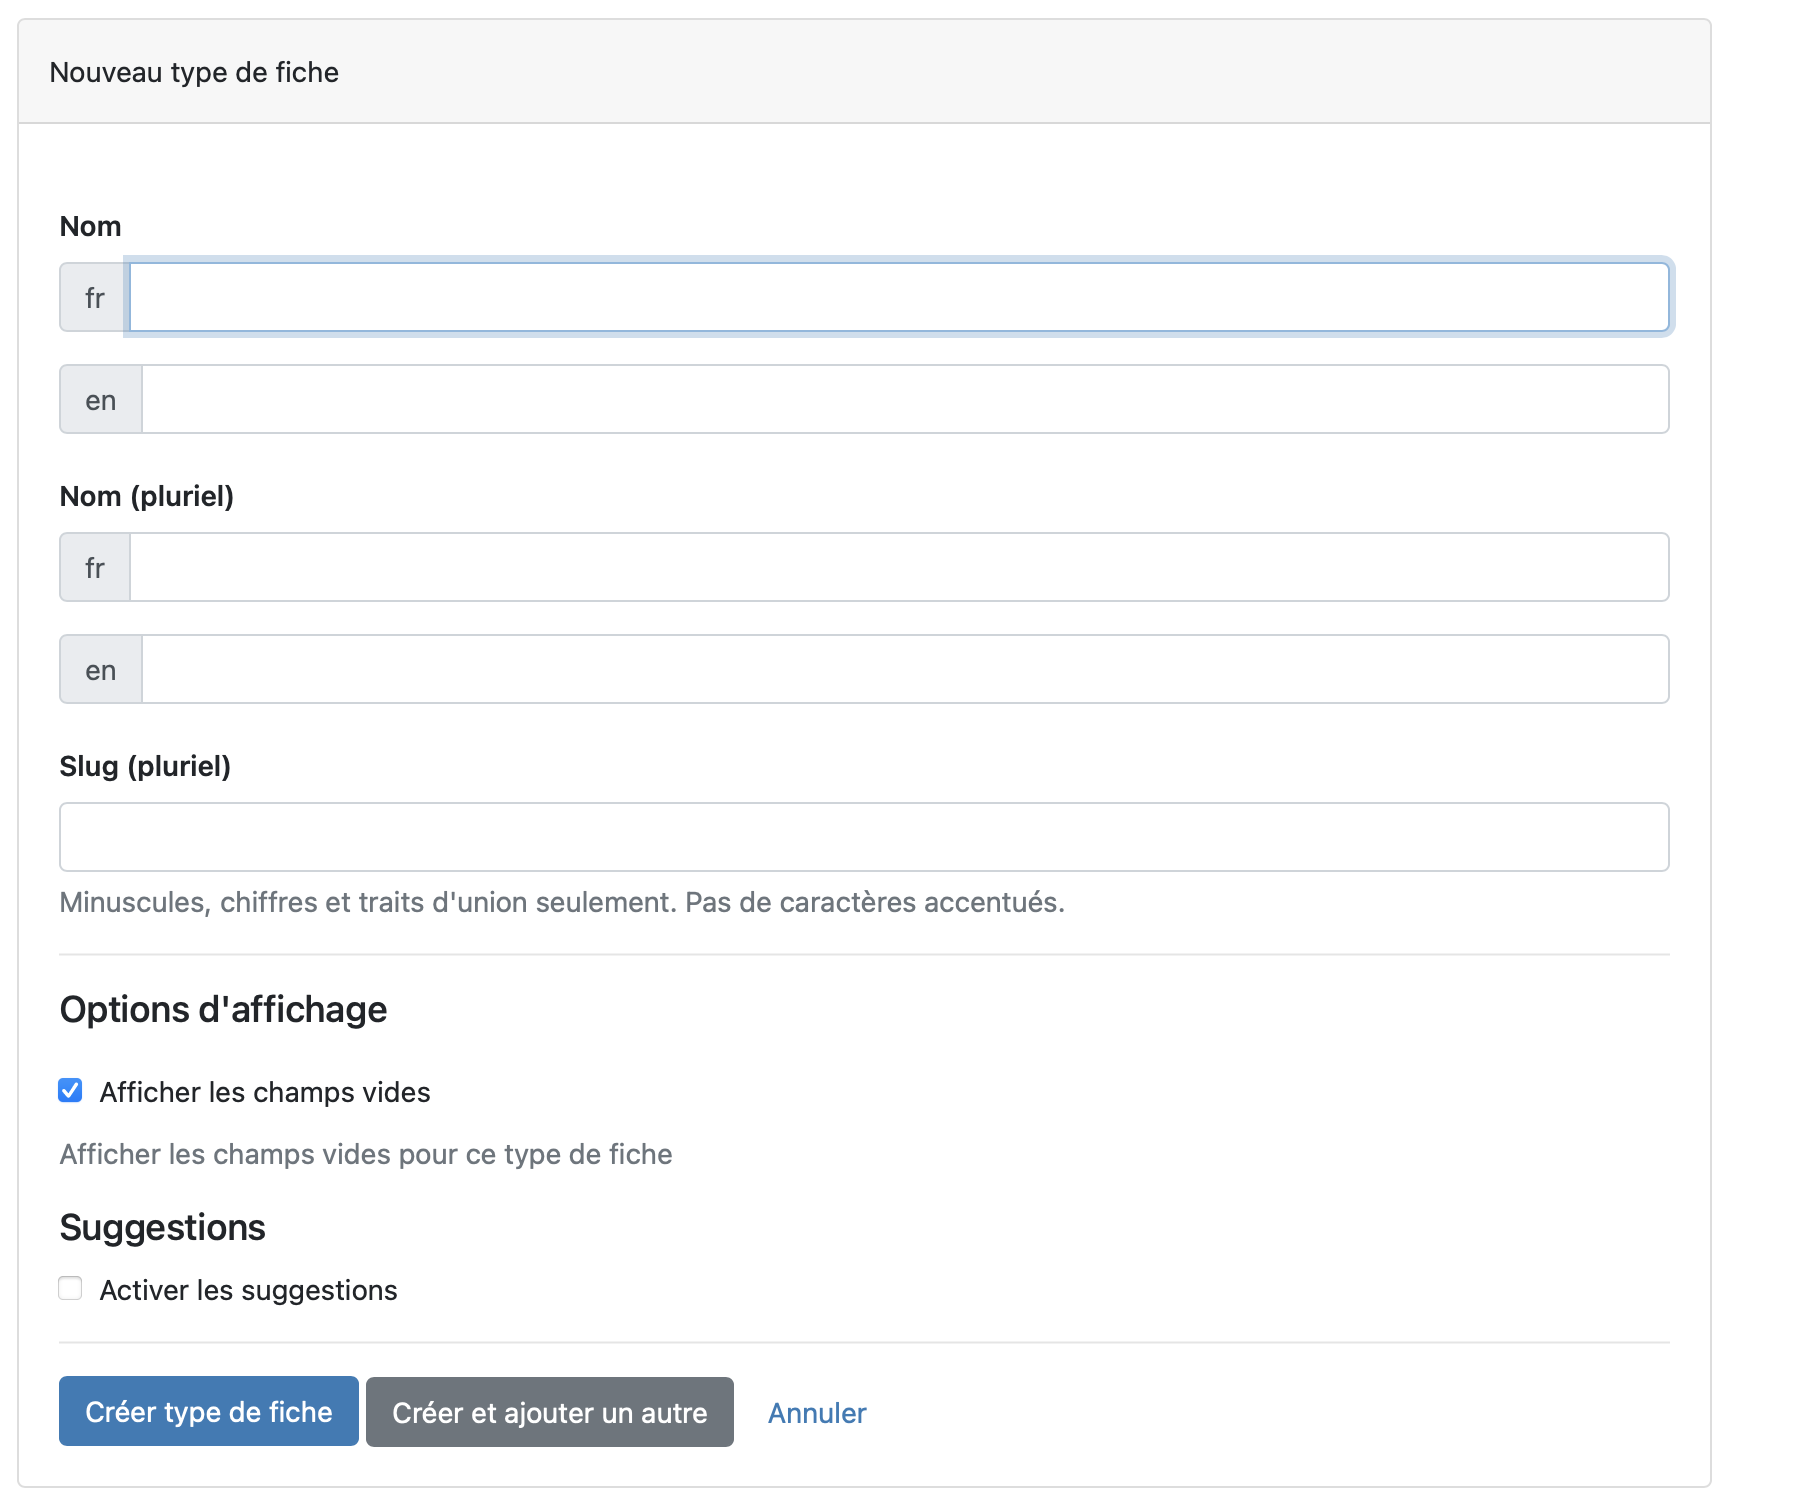 Nouveau type de fiche
Nom
fr
en
Nom (pluriel)
fr
en
Slug (pluriel)
Minuscules, chiffres et traits d'union seulement. Pas de caractères accentués.
Options d'affichage
Afficher les champs vides
Afficher les champs vides pour ce type de fiche
Suggestions
Activer les suggestions
Créer type de fiche Créer et ajouter un autre Annuler